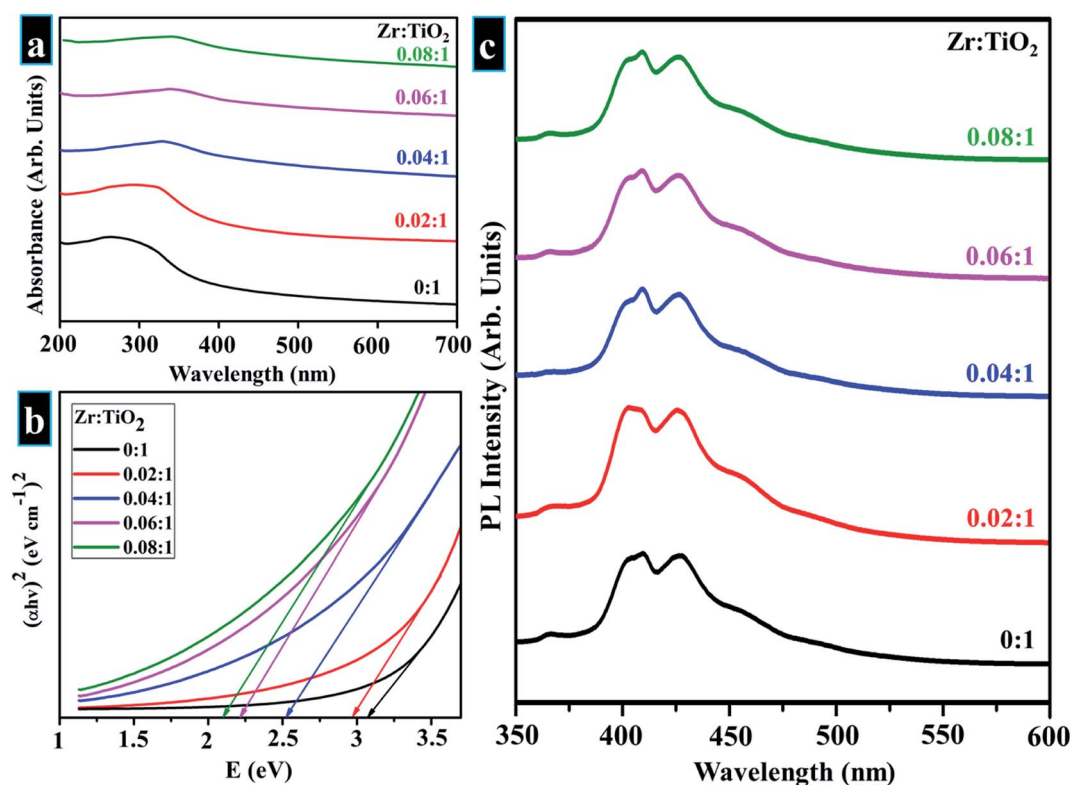 a
Zr:TiO₂
0.08:1
0.06:1
0.04:1
0.02:1
0:1
Absorbance (Arb. Units)
200 300 400 500 600 700
Wavelength (nm)
b
Zr:TiO₂
0:1
0.02:1
0.04:1
0.06:1
0.08:1
(αhν)² (eV cm⁻¹)²
1 1.5 2 2.5 3 3.5
E (eV)
c
Zr:TiO₂
0.08:1
0.06:1
0.04:1
0.02:1
0:1
PL Intensity (Arb. Units)
350 400 450 500 550 600
Wavelength (nm)